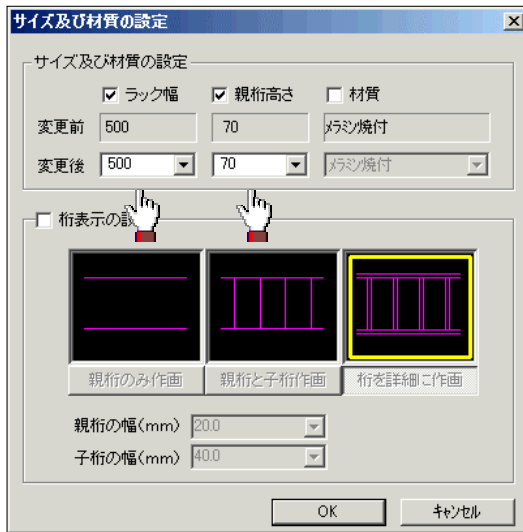 サイズ及び材質の設定
サイズ及び材質の設定
ラック幅 親桁高さ 材質
変更前 500 70 メラミン焼付
変更後 500 70 メラミン焼付
桁表示の設
親桁のみ作画 親桁と子桁作画 桁を詳細に作画
親桁の幅(mm) 20.0
子桁の幅(mm) 40.0
OK キャンセル